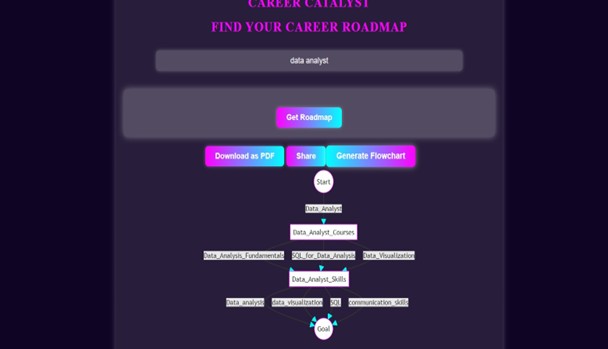 CAREER CATALYST
FIND YOUR CAREER ROADMAP
data analyst
Get Roadmap
Download as PDF Share Generate Flowchart
Start
Data_Analyst
Data_Analyst_Courses
Data_Analysis_Fundamentals SQL_for_Data_Analysis Data_Visualization
Data_Analyst_Skills
Data_analysis data_visualization SQL communication_skills
Goal